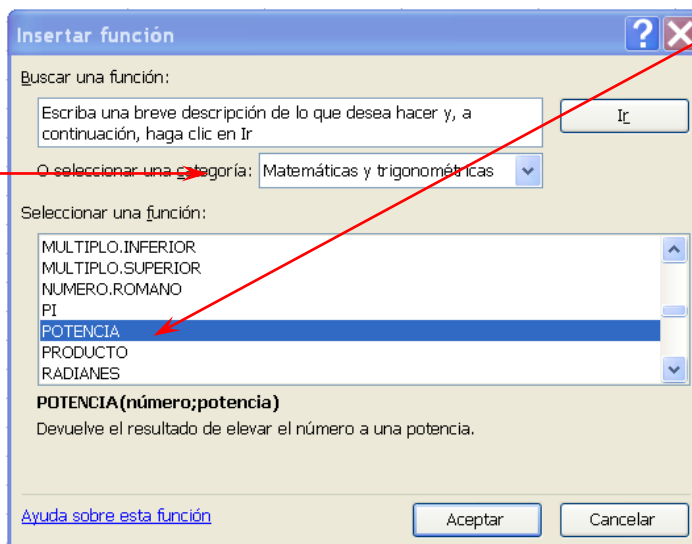 Insertar función
Buscar una función:
Escriba una breve descripción de lo que desea hacer y, a
continuación, haga clic en Ir
Ir
O seleccionar una categoría: Matemáticas y trigonométricas
Seleccionar una función:
MULTIPLO.INFERIOR
MULTIPLO.SUPERIOR
NUMERO.ROMANO
PI
POTENCIA
PRODUCTO
RADIANES
POTENCIA(número;potencia)
Devuelve el resultado de elevar el número a una potencia.
Ayuda sobre esta función
Aceptar
Cancelar